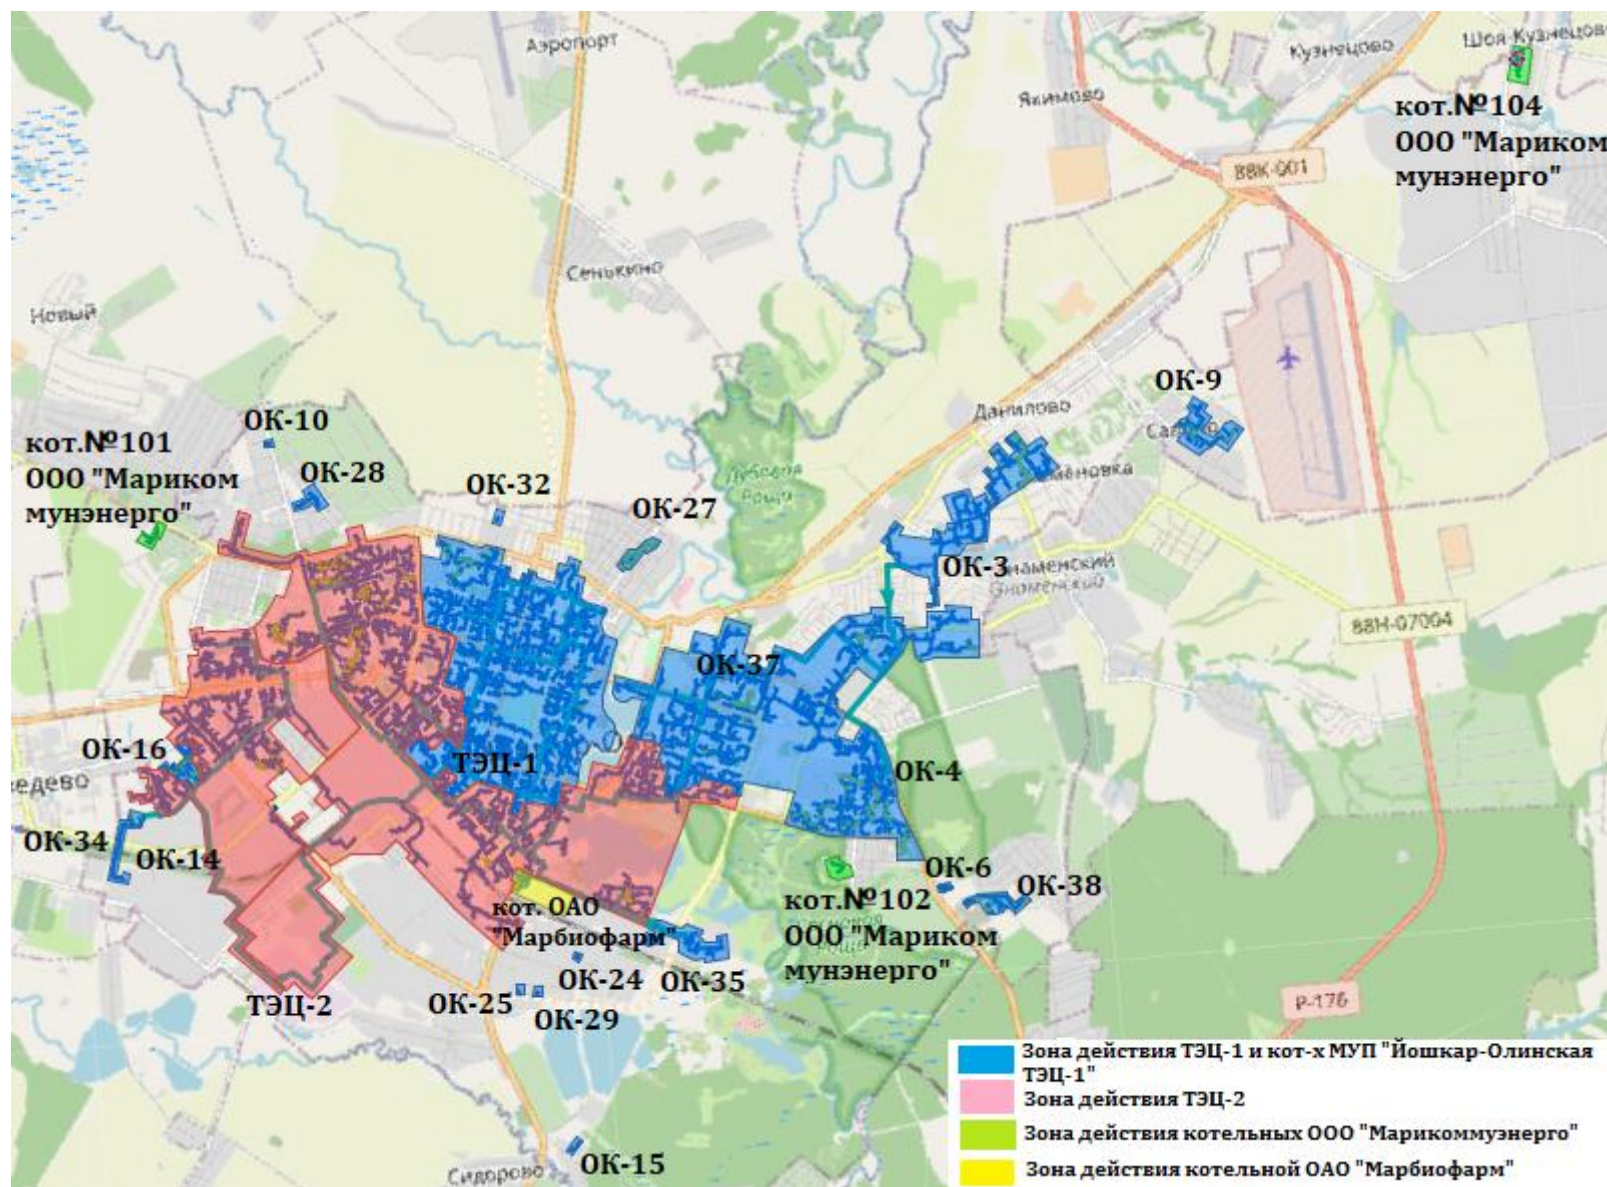 Аэропорт
Кузнецово
Шоя-Кузнецово
Якимово
кот.№104
ООО "Мариком
мунэнерго"
88К-001
Сенькино
Новый
ОК-9
Данилово
ОК-10
кот.№101
ООО "Мариком
мунэнерго"
ОК-28
ОК-32
ОК-27
Дубовая
Роща
ОК-3
Знаменский
Знаменский
88Н-07004
ОК-37
ОК-16
ТЭЦ-1
ОК-4
ОК-34
ОК-14
ОК-6
ОК-38
кот.№102
ООО "Мариком
мунэнерго"
кот. ОАО
"Марбиофарм"
ОК-24
ОК-35
ОК-25
ОК-29
ТЭЦ-2
Р-176
ОК-15
Сидорово
Зона действия ТЭЦ-1 и кот-х МУП "Йошкар-Олинская
ТЭЦ-1"
Зона действия ТЭЦ-2
Зона действия котельных ООО "Марикоммуэнерго"
Зона действия котельной ОАО "Марбиофарм"